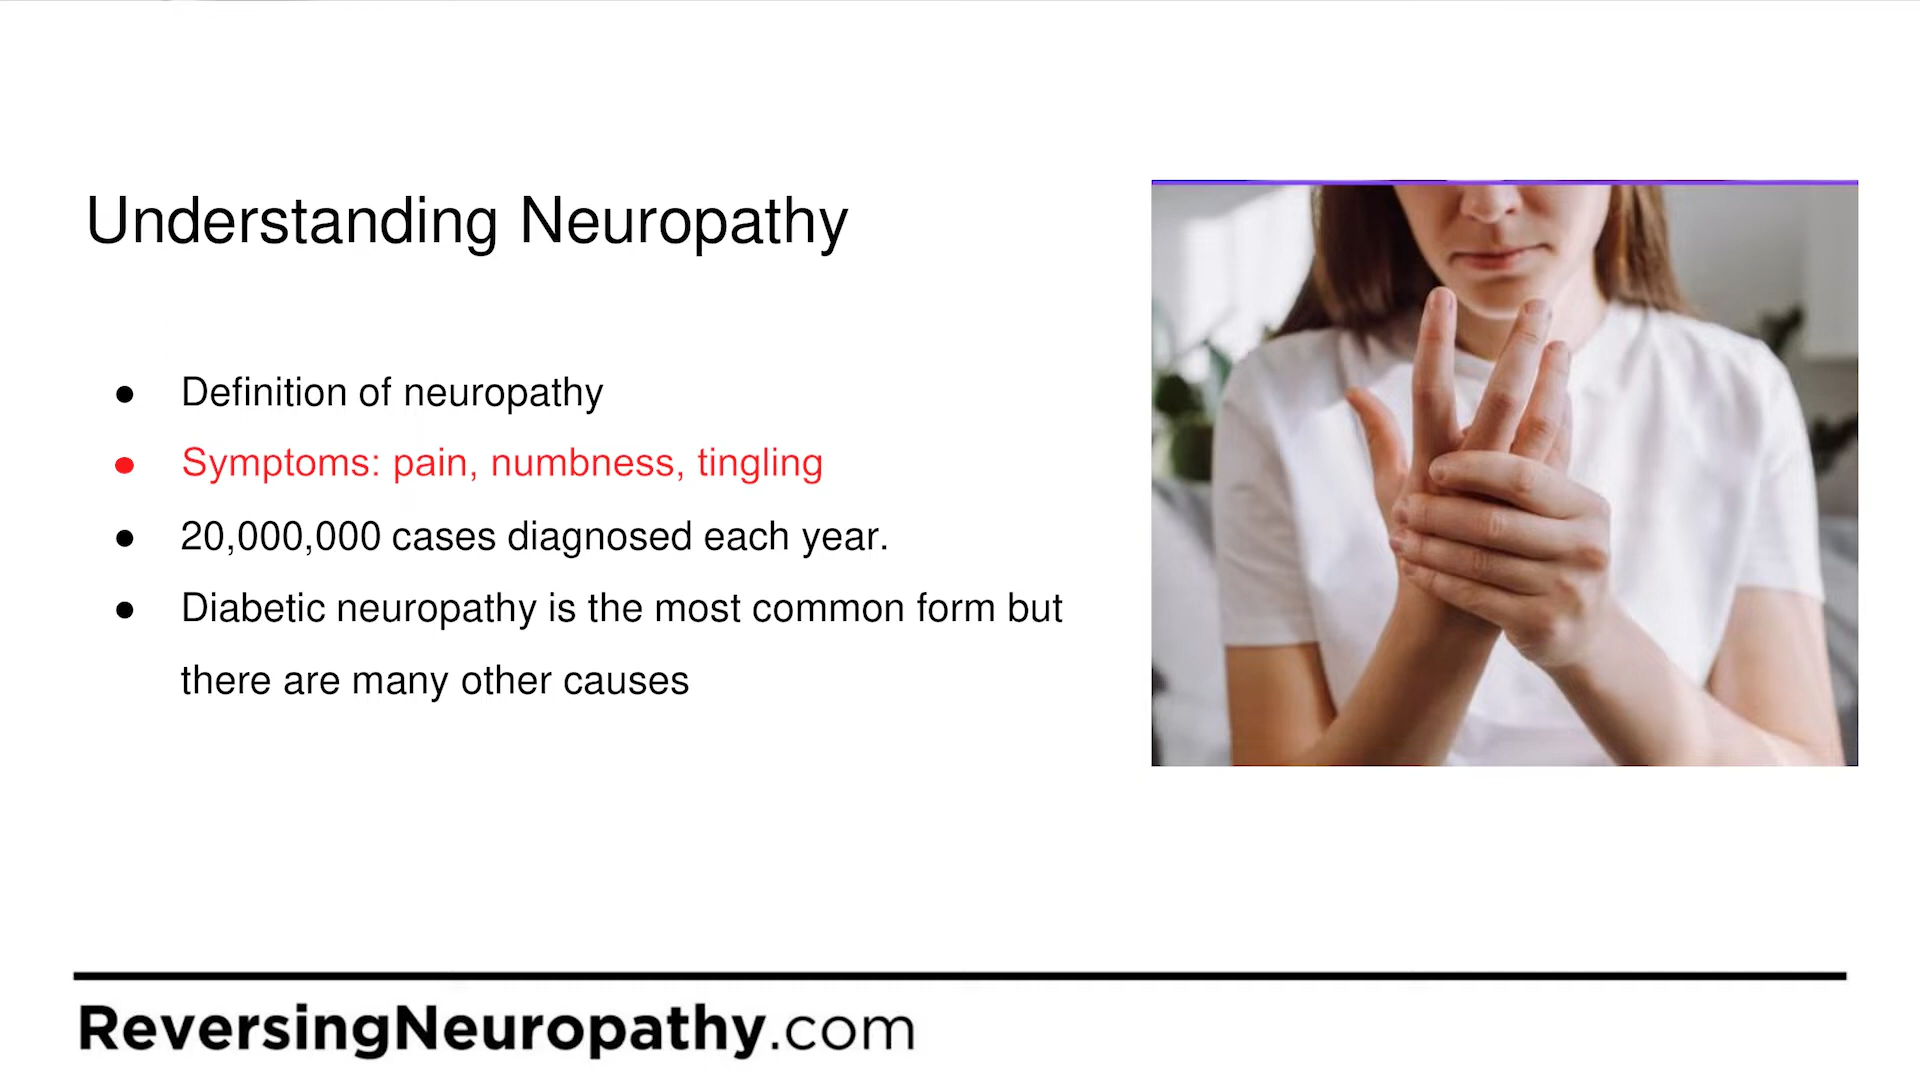 Understanding Neuropathy
● Definition of neuropathy
● Symptoms: pain, numbness, tingling
● 20,000,000 cases diagnosed each year.
● Diabetic neuropathy is the most common form but
there are many other causes
ReversingNeuropathy.com